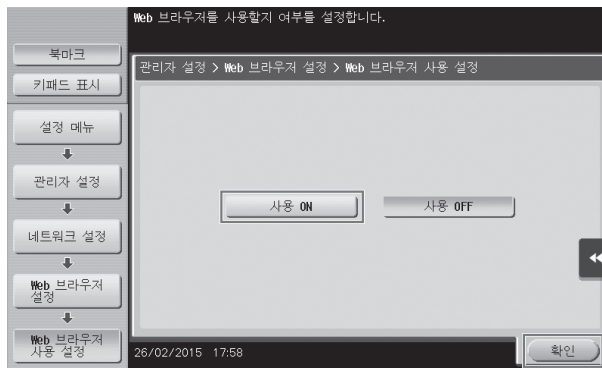 Web 브라우저를 사용할지 여부를 설정합니다.
북마크
키패드 표시
설정 메뉴
관리자 설정
네트워크 설정
Web 브라우저
설정
Web 브라우저
사용 설정
관리자 설정 > Web 브라우저 설정 > Web 브라우저 사용 설정
사용 ON
사용 OFF
26/02/2015 17:58
확인